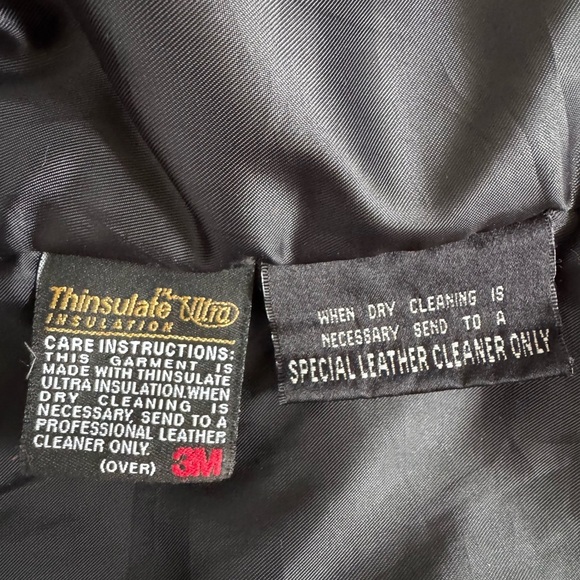 Thinsulate™ Ultra
INSULATION
CARE INSTRUCTIONS:
THIS GARMENT IS
MADE WITH THINSULATE
ULTRA INSULATION. WHEN
DRY CLEANING IS
NECESSARY SEND TO A
PROFESSIONAL LEATHER
CLEANER ONLY.
(OVER) 3M
WHEN DRY CLEANING IS
NECESSARY SEND TO A
SPECIAL LEATHER CLEANER ONLY